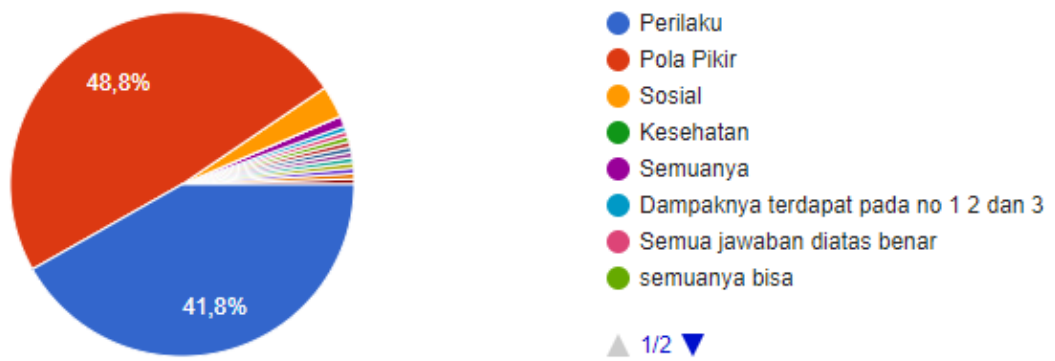 48,8%
41,8%
Perilaku
Pola Pikir
Sosial
Kesehatan
Semuanya
Dampaknya terdapat pada no 1 2 dan 3
Semua jawaban diatas benar
semuanya bisa
1/2